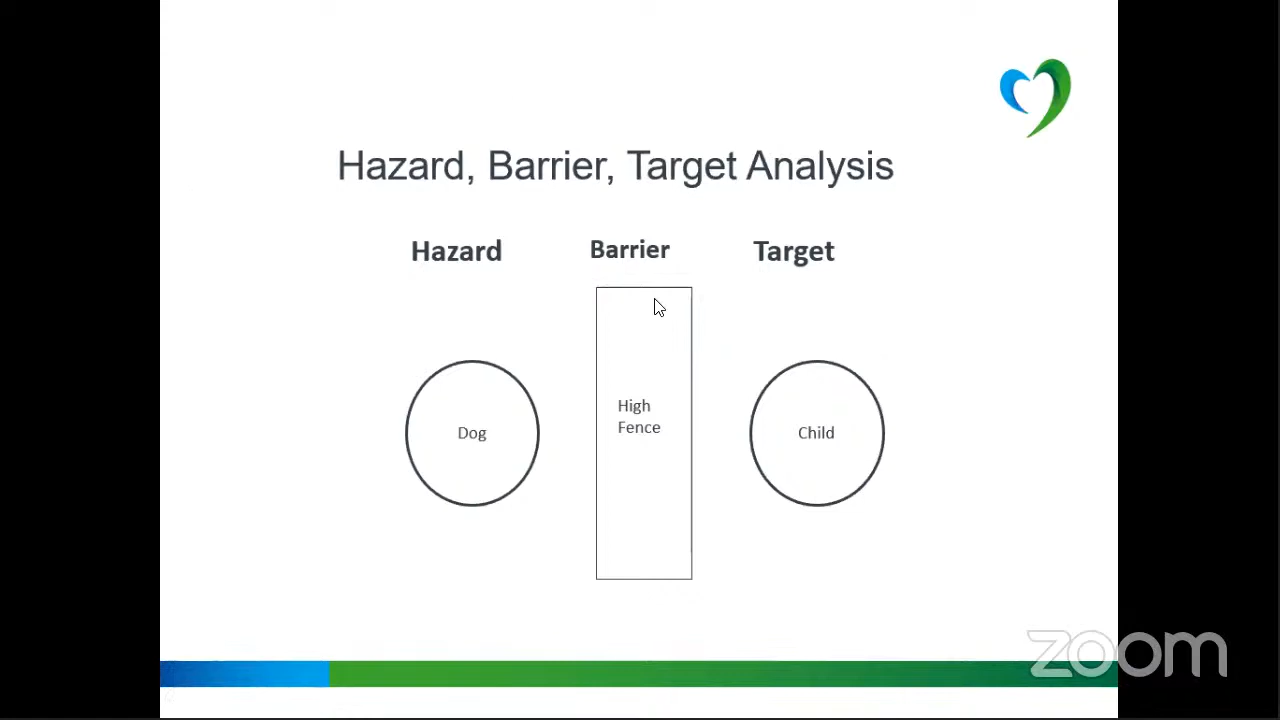 Hazard, Barrier, Target Analysis
Hazard
Barrier
Target
Dog
High
Fence
Child
zoom